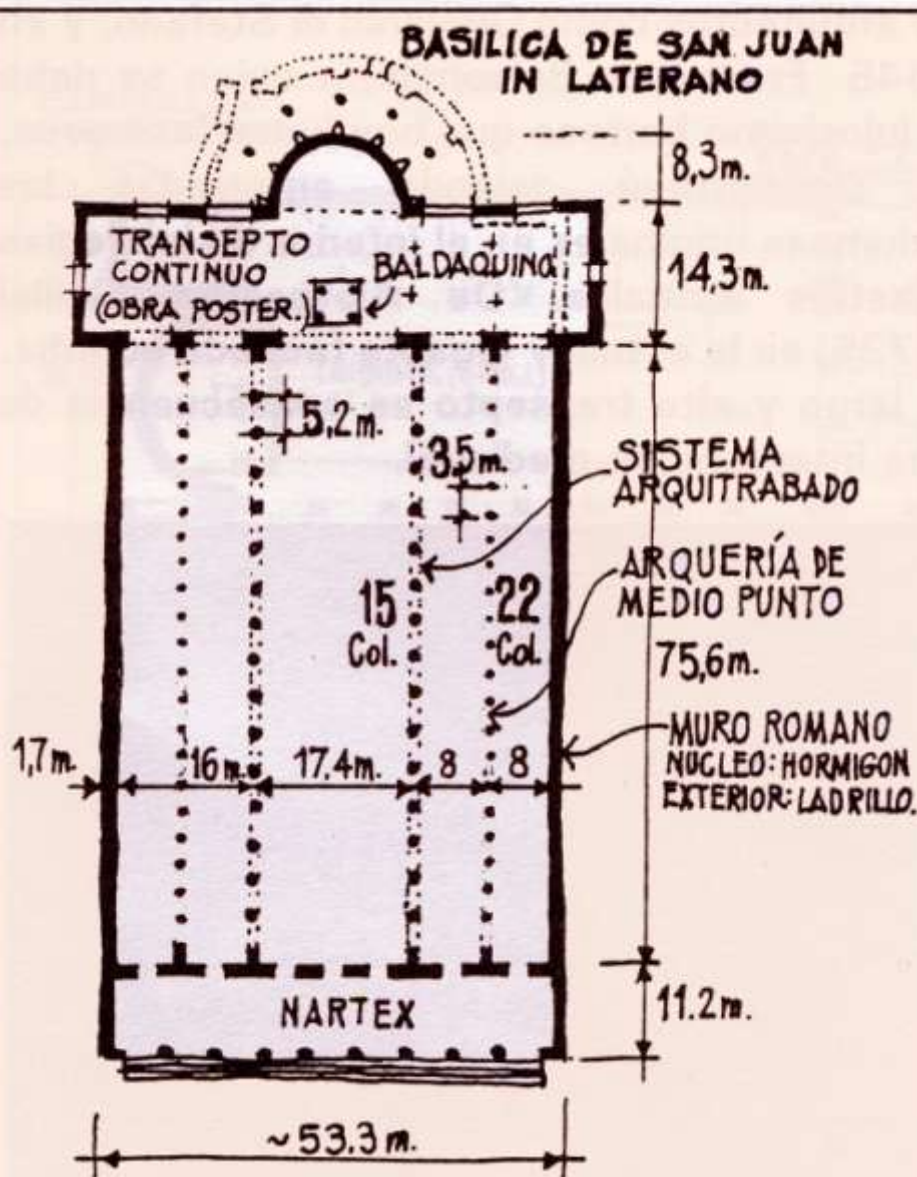 BASILICA DE SAN JUAN
IN LATERANO
8,3m.
TRANSEPTO
CONTINUO
(OBRA POSTER.)
BALDAQUINO
14,3m.
5,2m.
3,5m.
SISTEMA
ARQUITRABADO
ARQUERÍA DE
MEDIO PUNTO
15
Col.
22
Col.
75,6m.
MURO ROMANO
NUCLEO: HORMIGON
EXTERIOR: LADRILLO.
1,7m.
16m.
17.4m.
8
8
NARTEX
11.2m.
~53.3m.